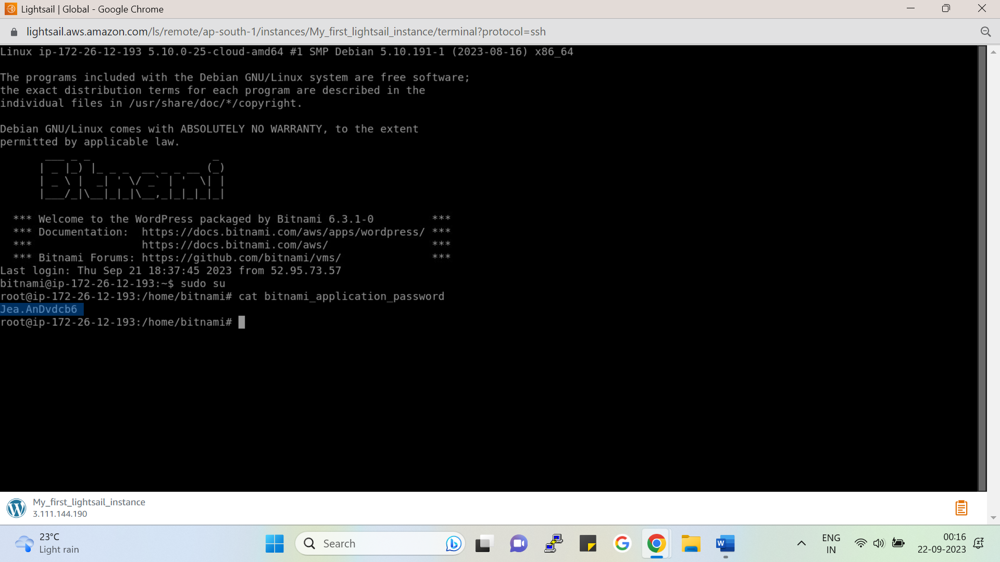 Lightsail | Global - Google Chrome
lightsail.aws.amazon.com/ls/remote/ap-south-1/instances/My_first_lightsail_instance/terminal?protocol=ssh
Linux ip-172-26-12-193 5.10.0-25-cloud-amd64 #1 SMP Debian 5.10.191-1 (2023-08-16) x86_64
The programs included with the Debian GNU/Linux system are free software;
the exact distribution terms for each program are described in the
individual files in /usr/share/doc/*/copyright.
Debian GNU/Linux comes with ABSOLUTELY NO WARRANTY, to the extent
permitted by applicable law.
Bitnami
*** Welcome to the WordPress packaged by Bitnami 6.3.1-0 ***
*** Documentation: https://docs.bitnami.com/aws/apps/wordpress/ ***
*** https://docs.bitnami.com/aws/ ***
*** Bitnami Forums: https://github.com/bitnami/vms/ ***
Last login: Thu Sep 21 18:37:45 2023 from 52.95.73.57
bitnami@ip-172-26-12-193:~$ sudo su
root@ip-172-26-12-193:/home/bitnami# cat bitnami_application_password
Jea.AnDvdcb6
root@ip-172-26-12-193:/home/bitnami#
My_first_lightsail_instance
3.111.144.190
23°C
Light rain
Search
ENG
IN
00:16
22-09-2023